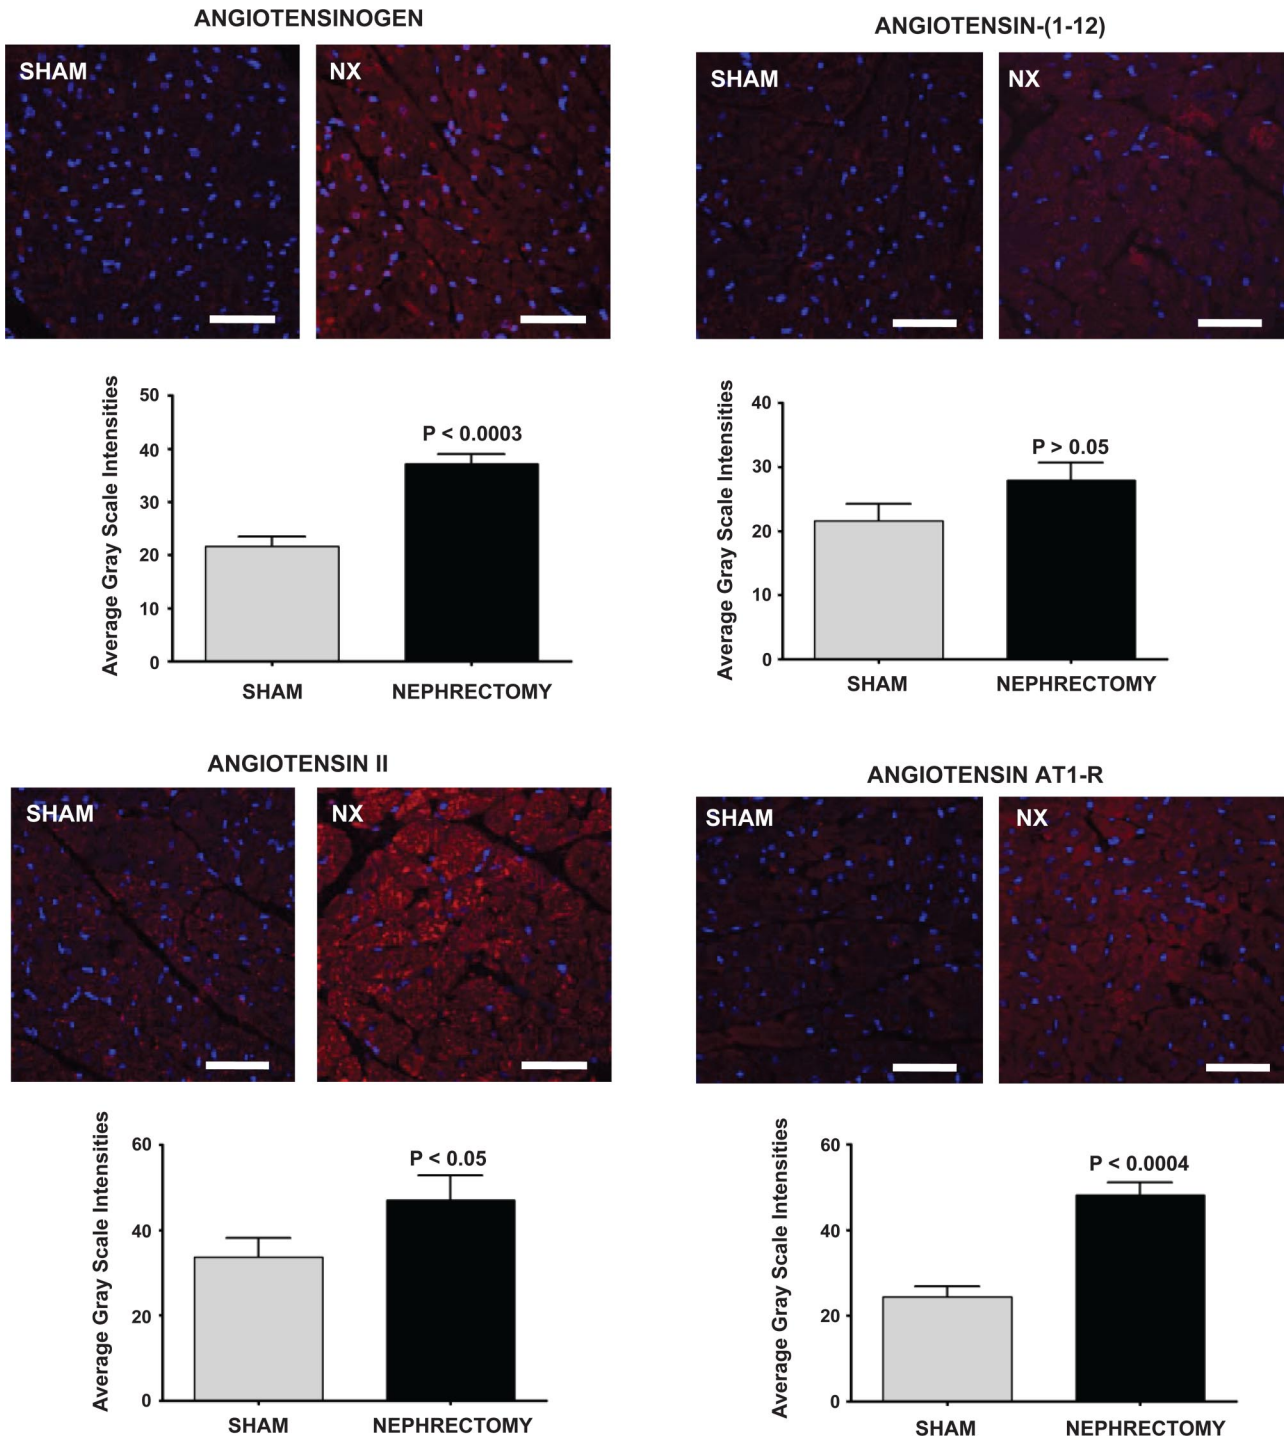 ANGIOTENSINOGEN
SHAM
NX
Average Gray Scale Intensities
50
40
30
20
10
0
P < 0.0003
SHAM
NEPHRECTOMY
ANGIOTENSIN-(1-12)
SHAM
NX
Average Gray Scale Intensities
40
30
20
10
0
P > 0.05
SHAM
NEPHRECTOMY
ANGIOTENSIN II
SHAM
NX
Average Gray Scale Intensities
60
40
20
0
P < 0.05
SHAM
NEPHRECTOMY
ANGIOTENSIN AT1-R
SHAM
NX
Average Gray Scale Intensities
60
40
20
0
P < 0.0004
SHAM
NEPHRECTOMY